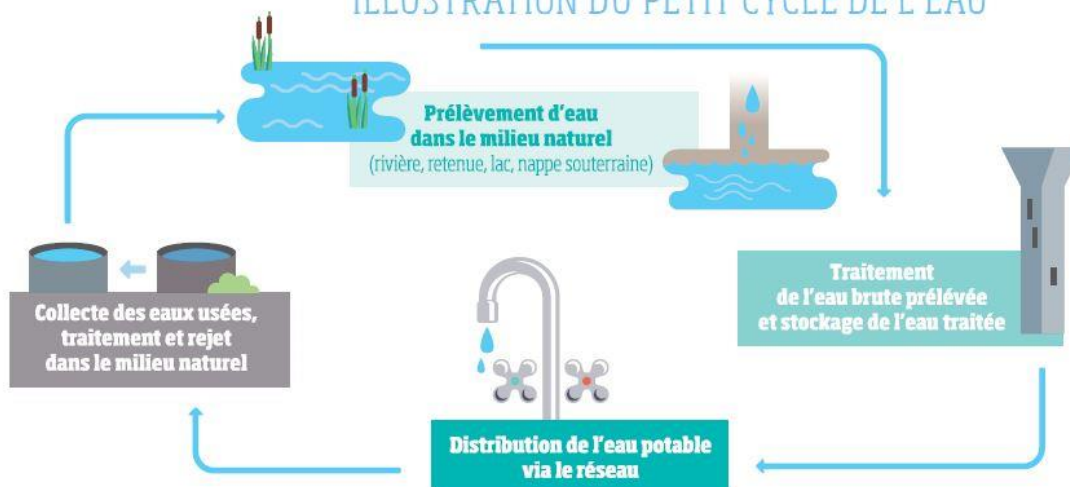 ILLUSTRATION DU PETIT CYCLE DE L'EAU
Prélèvement d'eau
dans le milieu naturel
(rivière, retenue, lac, nappe souterraine)
Traitement
de l'eau brute prélévée
et stockage de l'eau traitée
Distribution de l'eau potable
via le réseau
Collecte des eaux usées,
traitement et rejet
dans le milieu naturel